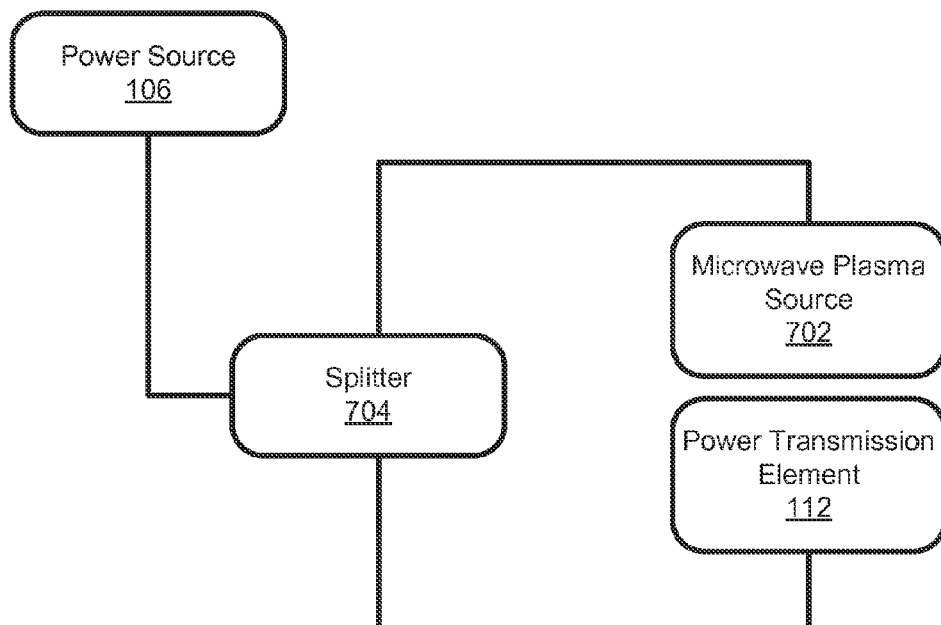 Power Source
106
Microwave Plasma
Source
702
Splitter
704
Power Transmission
Element
112